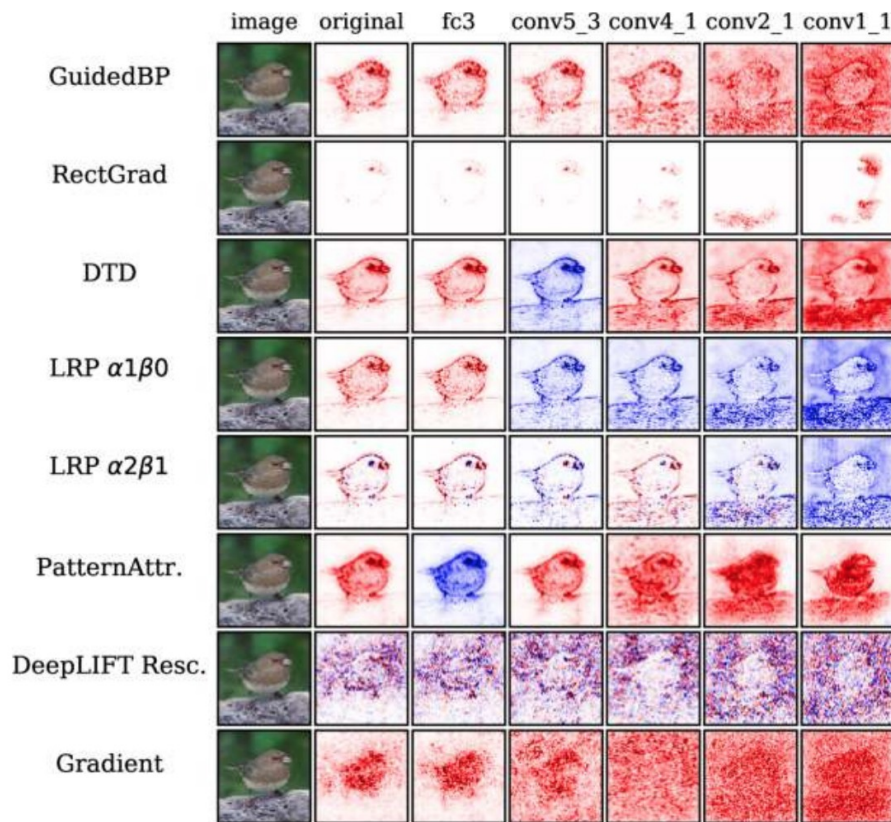 image original fc3 conv5_3 conv4_1 conv2_1 conv1_1
GuidedBP
RectGrad
DTD
LRP α1β0
LRP α2β1
PatternAttr.
DeepLIFT Resc.
Gradient